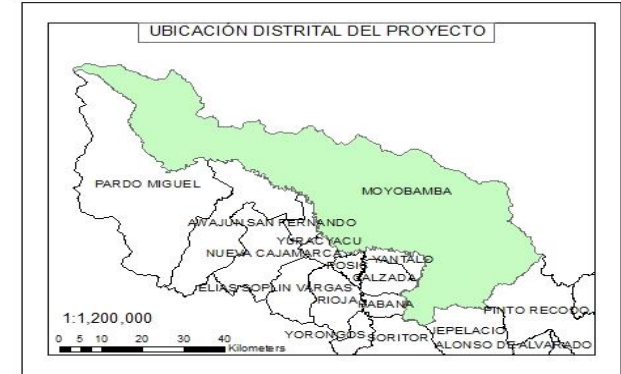 UBICACIÓN DISTRITAL DEL PROYECTO
PARDO MIGUEL
MOYOBAMBA
AWAJUN SAN FERNANDO
YURACYACU
NUEVA CAJAMARCA
POSIC YANTALO
CALZADA
ELIAS SOPLIN VARGAS
RIOJA HABANA
PINTO RECODO
YORONGOS SORITOR JEPELACIO
ALONSO DE ALVARADO
1:1,200,000
0 5 10 20 30 40
Kilometers